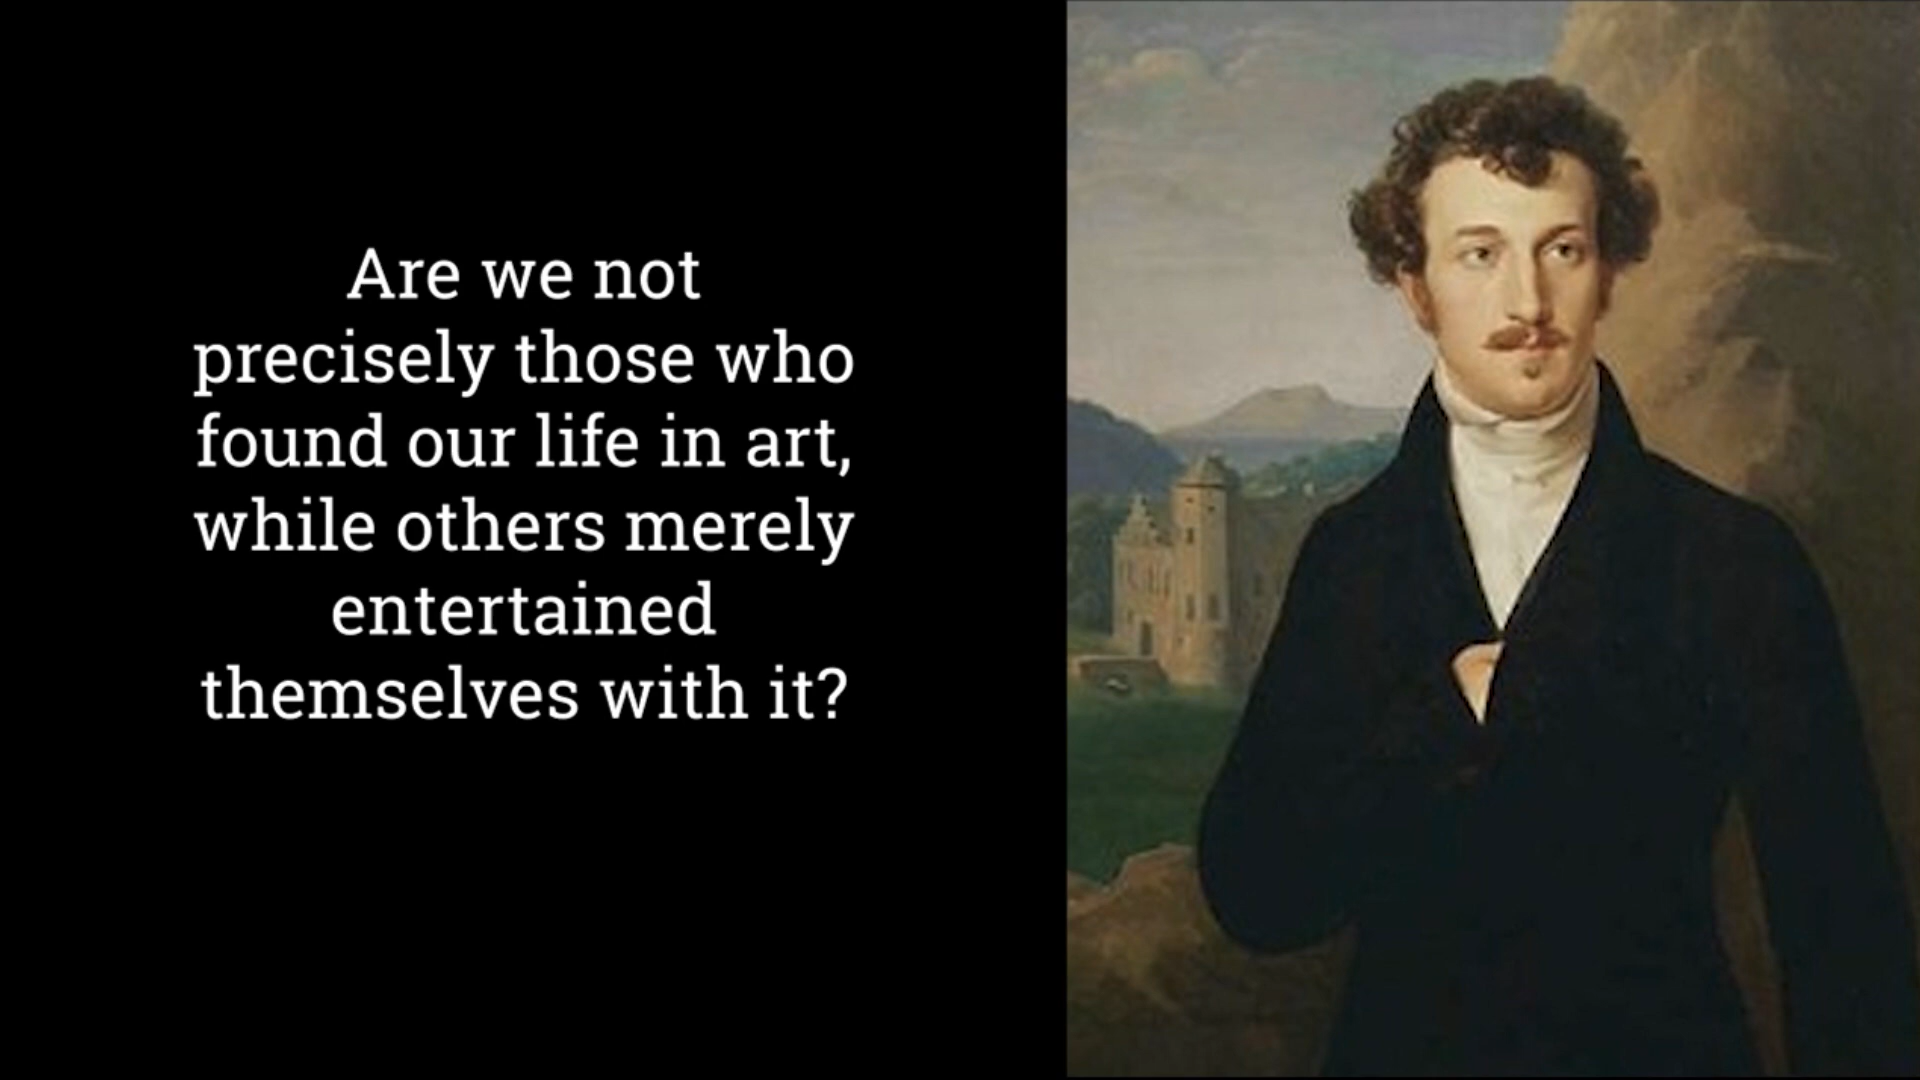 Are we not
precisely those who
found our life in art,
while others merely
entertained
themselves with it?